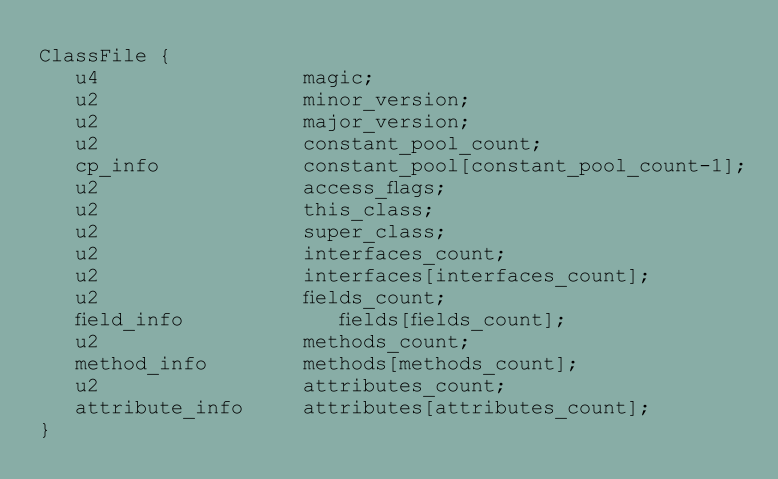 ClassFile {
u4 magic;
u2 minor_version;
u2 major_version;
u2 constant_pool_count;
cp_info constant_pool[constant_pool_count-1];
u2 access_flags;
u2 this_class;
u2 super_class;
u2 interfaces_count;
u2 interfaces[interfaces_count];
u2 fields_count;
field_info fields[fields_count];
u2 methods_count;
method_info methods[methods_count];
u2 attributes_count;
attribute_info attributes[attributes_count];
}